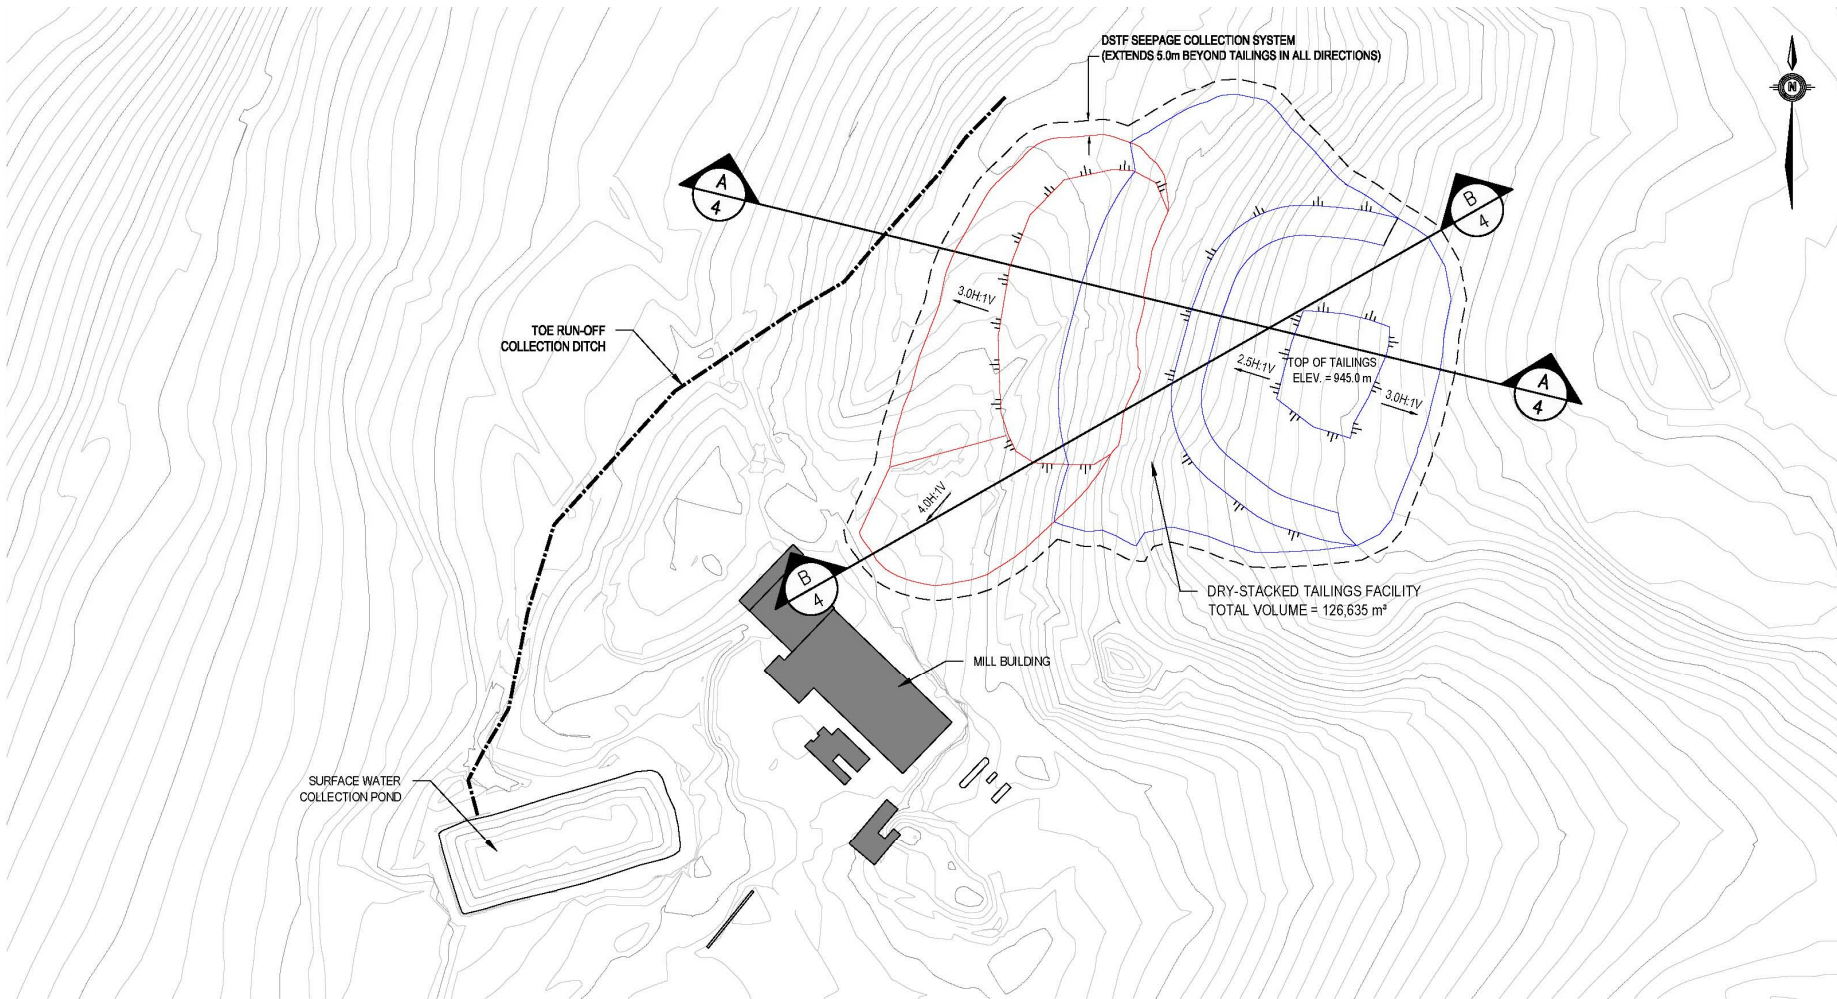 DSTF SEEPAGE COLLECTION SYSTEM
(EXTENDS 5.0m BEYOND TAILINGS IN ALL DIRECTIONS)
N
A
4
B
4
3.0H:1V
TOE RUN-OFF
COLLECTION DITCH
2.5H:1V
TOP OF TAILINGS
ELEV. = 945.0 m
3.0H:1V
A
4
4.0H:1V
B
4
DRY-STACKED TAILINGS FACILITY
TOTAL VOLUME = 126,635 m³
MILL BUILDING
SURFACE WATER
COLLECTION POND